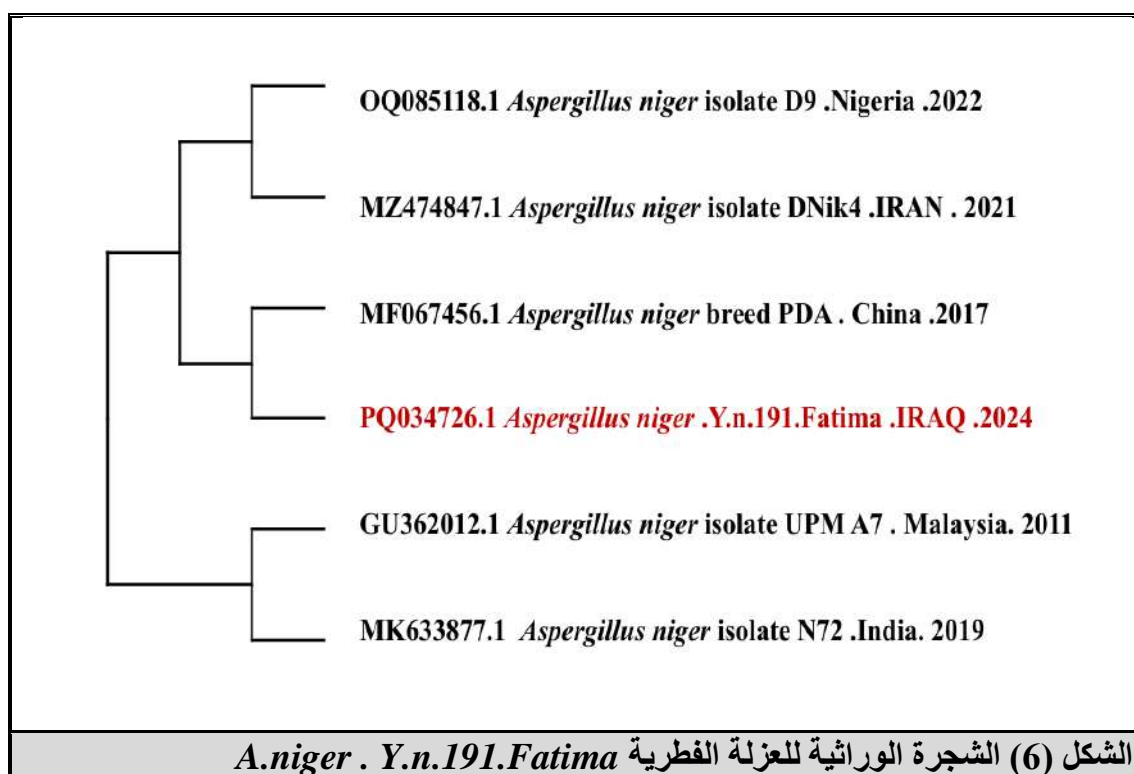 OQ085118.1 Aspergillus niger isolate D9 .Nigeria .2022
MZ474847.1 Aspergillus niger isolate DNik4 .IRAN . 2021
MF067456.1 Aspergillus niger breed PDA . China .2017
PQ034726.1 Aspergillus niger .Y.n.191.Fatima .IRAQ .2024
GU362012.1 Aspergillus niger isolate UPM A7 . Malaysia. 2011
MK633877.1 Aspergillus niger isolate N72 .India. 2019
الشكل (6) الشجرة الوراثية للعزلة الفطرية A.niger . Y.n.191.Fatima